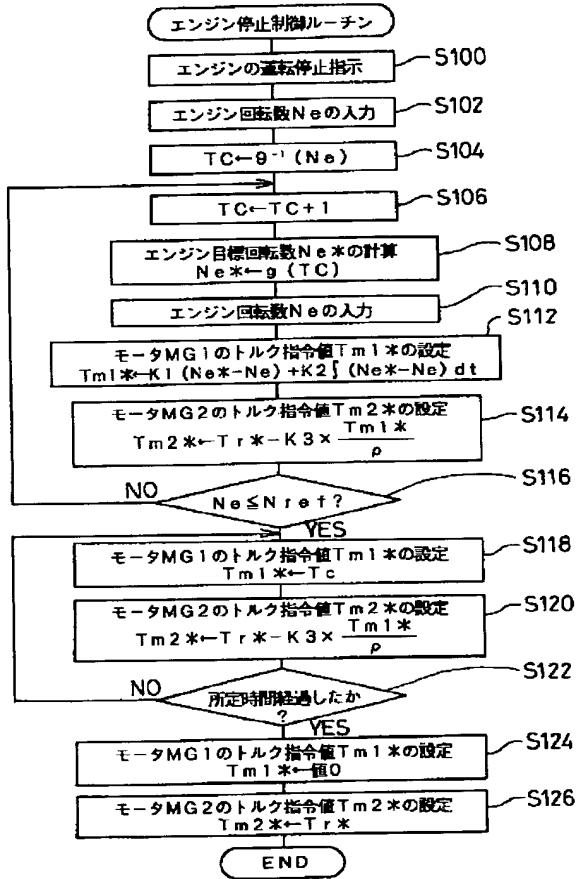 エンジン停止制御ルーチン
エンジンの運転停止指示
S100
エンジン回転数Neの入力
S102
TC←9⁻¹(Ne)
S104
TC←TC+1
S106
エンジン目標回転数Ne*の計算
Ne*←g(TC)
S108
エンジン回転数Neの入力
S110
モータMG1のトルク指令値Tm1*の設定
Tm1*←K1(Ne*-Ne)+K2∫(Ne*-Ne)dt
S112
モータMG2のトルク指令値Tm2*の設定
Tm2*←Tr*-K3×Tm1*/ρ
S114
Ne≦Nref?
S116
NO
YES
モータMG1のトルク指令値Tm1*の設定
Tm1*←Tc
S118
モータMG2のトルク指令値Tm2*の設定
Tm2*←Tr*-K3×Tm1*/ρ
S120
所定時間経過したか
?
S122
NO
YES
モータMG1のトルク指令値Tm1*の設定
Tm1*←値0
S124
モータMG2のトルク指令値Tm2*の設定
Tm2*←Tr*
S126
END